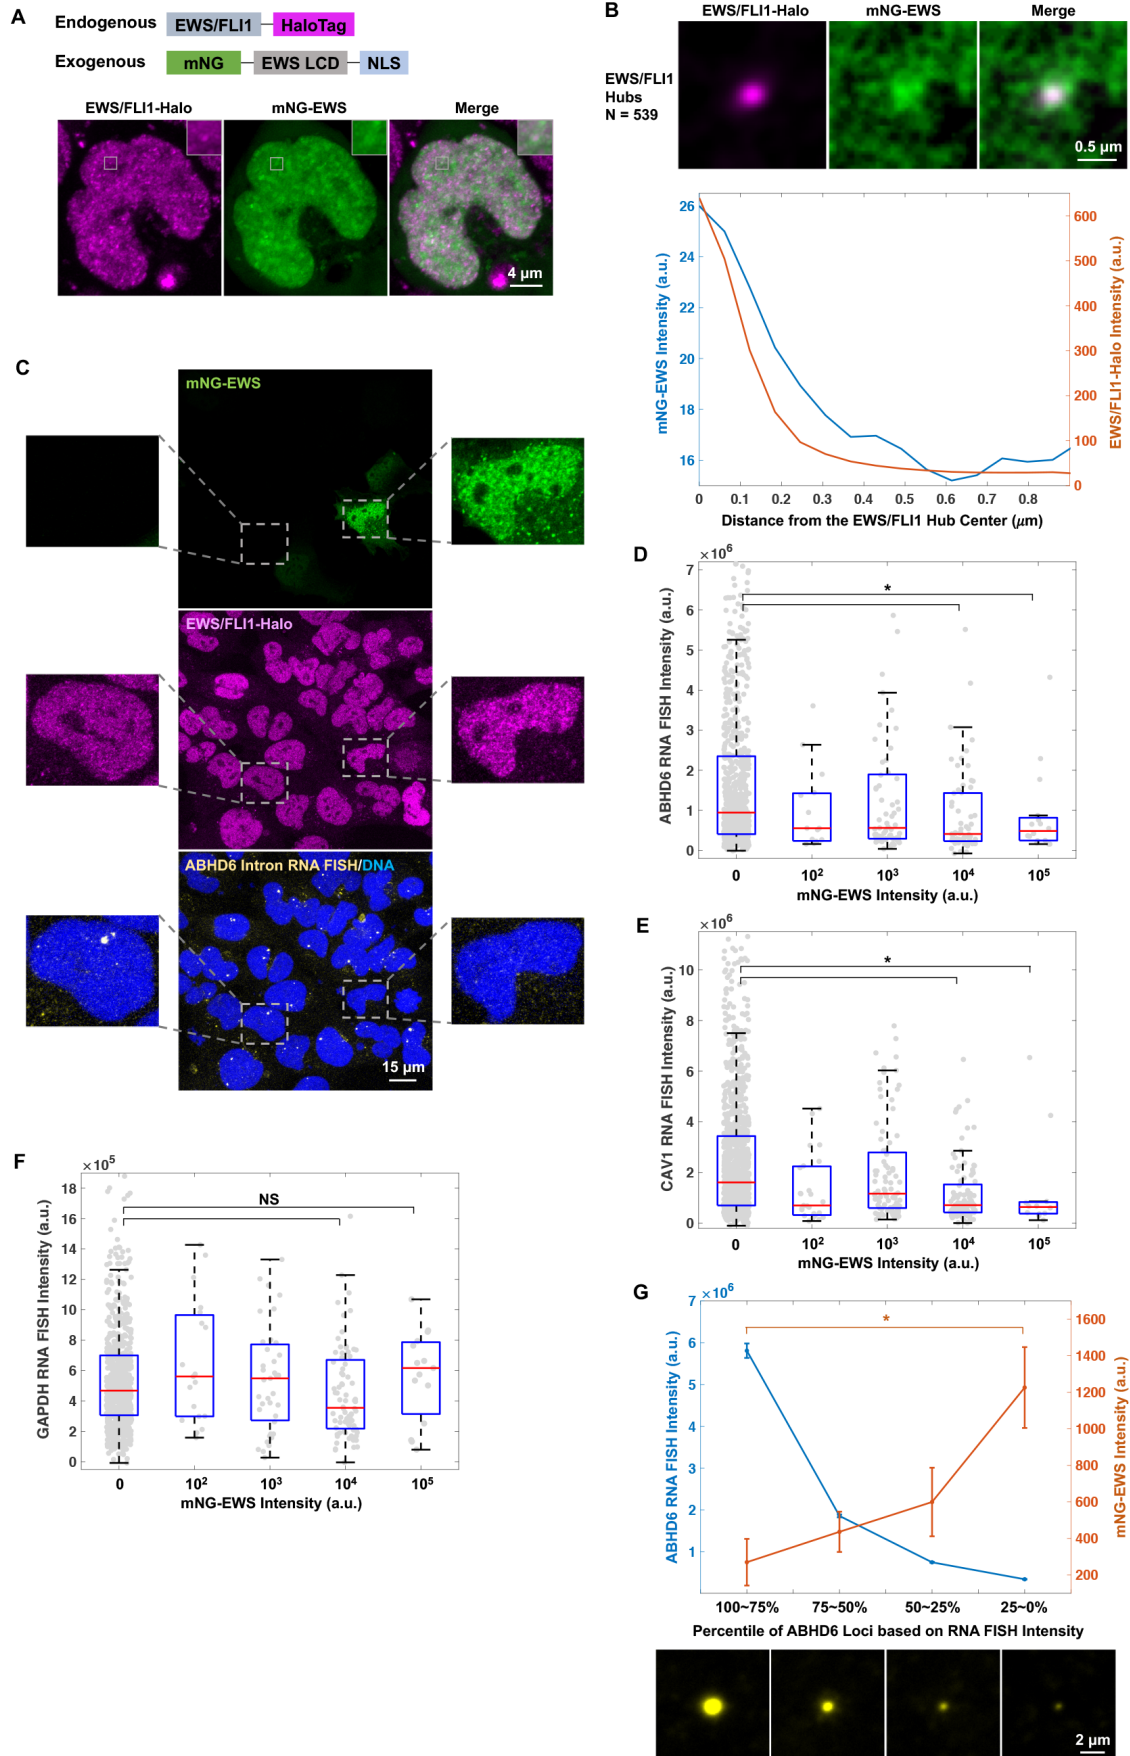 A
Endogenous EWS/FLI1 HaloTag
Exogenous mNG EWS LCD NLS
EWS/FLI1-Halo mNG-EWS Merge
4 µm
B
EWS/FLI1-Halo mNG-EWS Merge
EWS/FLI1
Hubs
N = 539
0.5 µm
mNG-EWS Intensity (a.u.)
26
24
22
20
18
16
EWS/FLI1-Halo Intensity (a.u.)
600
500
400
300
200
100
0
0 0.1 0.2 0.3 0.4 0.5 0.6 0.7 0.8
Distance from the EWS/FLI1 Hub Center (µm)
C
mNG-EWS
EWS/FLI1-Halo
ABHD6 Intron RNA FISH/DNA
15 µm
D
×10⁶
ABHD6 RNA FISH Intensity (a.u.)
7
6
5
4
3
2
1
0
*
0 10² 10³ 10⁴ 10⁵
mNG-EWS Intensity (a.u.)
E
×10⁶
CAV1 RNA FISH Intensity (a.u.)
10
8
6
4
2
0
*
0 10² 10³ 10⁴ 10⁵
mNG-EWS Intensity (a.u.)
F
×10⁵
GAPDH RNA FISH Intensity (a.u.)
18
16
14
12
10
8
6
4
2
0
NS
0 10² 10³ 10⁴ 10⁵
mNG-EWS Intensity (a.u.)
G
×10⁶
ABHD6 RNA FISH Intensity (a.u.)
7
6
5
4
3
2
1
*
mNG-EWS Intensity (a.u.)
1600
1400
1200
1000
800
600
400
200
100~75% 75~50% 50~25% 25~0%
Percentile of ABHD6 Loci based on RNA FISH Intensity
2 µm